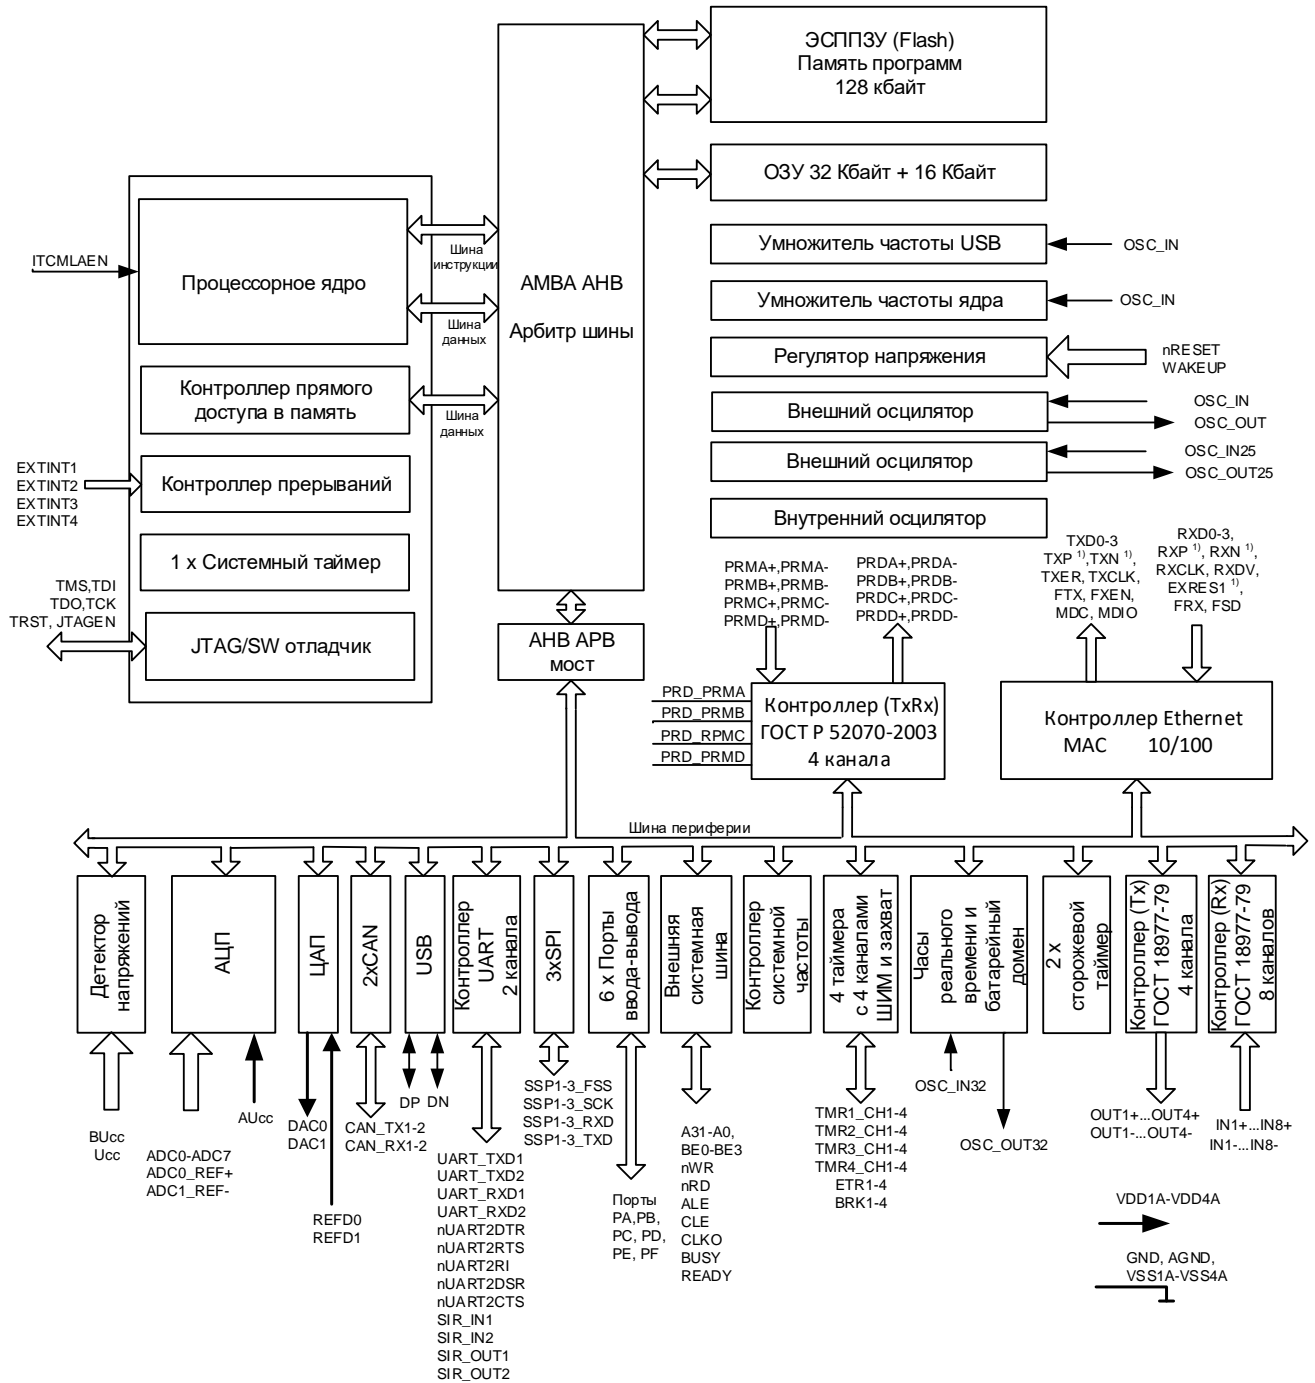 ЭСППЗУ (Flash)
Память программ
128 кбайт
ОЗУ 32 Кбайт + 16 Кбайт
Умножитель частоты USB
OSC_IN
Умножитель частоты ядра
OSC_IN
Регулятор напряжения
nRESET
WAKEUP
Внешний осцилятор
OSC_IN
OSC_OUT
Внешний осцилятор
OSC_IN25
OSC_OUT25
Внутренний осцилятор
АМВА АНВ
Арбитр шины
ITCMLAEN
Процессорное ядро
Шина
инструкции
Шина
данных
Контроллер прямого
доступа в память
Шина
данных
EXTINT1
EXTINT2
EXTINT3
EXTINT4
Контроллер прерываний
1 x Системный таймер
TMS,TDI
TDO,TCK
TRST, JTAGEN
JTAG/SW отладчик
АНВ АРВ
мост
PRMA+,PRMA-
PRMB+,PRMB-
PRMC+,PRMC-
PRMD+,PRMD-
PRDA+,PRDA-
PRDB+,PRDB-
PRDC+,PRDC-
PRDD+,PRDD-
TXD0-3
TXP 1),TXN 1),
TXER, TXCLK,
FTX, FXEN,
MDC, MDIO
RXD0-3,
RXP 1), RXN 1),
RXCLK, RXDV,
EXRES1 1),
FRX, FSD
PRD_PRMA
PRD_PRMB
PRD_RPMC
PRD_PRMD
Контроллер (TxRx)
ГОСТ Р 52070-2003
4 канала
Контроллер Ethernet
MAC 10/100
Шина периферии
Детектор
напряжений
АЦП
ЦАП
2xCAN
USB
Контроллер
UART
2 канала
3xSPI
6 x Порты
ввода-вывода
Внешняя
системная
шина
Контроллер
системной
частоты
4 таймера
с 4 каналами
ШИМ и захват
Часы
реального
времени и
батарейный
домен
2 x
сторожевой
таймер
Контроллер (Tx)
ГОСТ 18977-79
4 канала
Контроллер (Rx)
ГОСТ 18977-79
8 каналов
BUcc
Ucc
ADC0-ADC7
ADC0_REF+
ADC1_REF-
AUcc
DAC0
DAC1
REFD0
REFD1
CAN_TX1-2
CAN_RX1-2
DP
DN
UART_TXD1
UART_TXD2
UART_RXD1
UART_RXD2
nUART2DTR
nUART2RTS
nUART2RI
nUART2DSR
nUART2CTS
SIR_IN1
SIR_IN2
SIR_OUT1
SIR_OUT2
SSP1-3_FSS
SSP1-3_SCK
SSP1-3_RXD
SSP1-3_TXD
Порты
PA,PB,
PC, PD,
PE, PF
A31-A0,
BE0-BE3
nWR
nRD
ALE
CLE
CLKO
BUSY
READY
TMR1_CH1-4
TMR2_CH1-4
TMR3_CH1-4
TMR4_CH1-4
ETR1-4
BRK1-4
OSC_IN32
OSC_OUT32
OUT1+...OUT4+
OUT1-...OUT4-
IN1+...IN8+
IN1-...IN8-
VDD1A-VDD4A
GND, AGND,
VSS1A-VSS4A